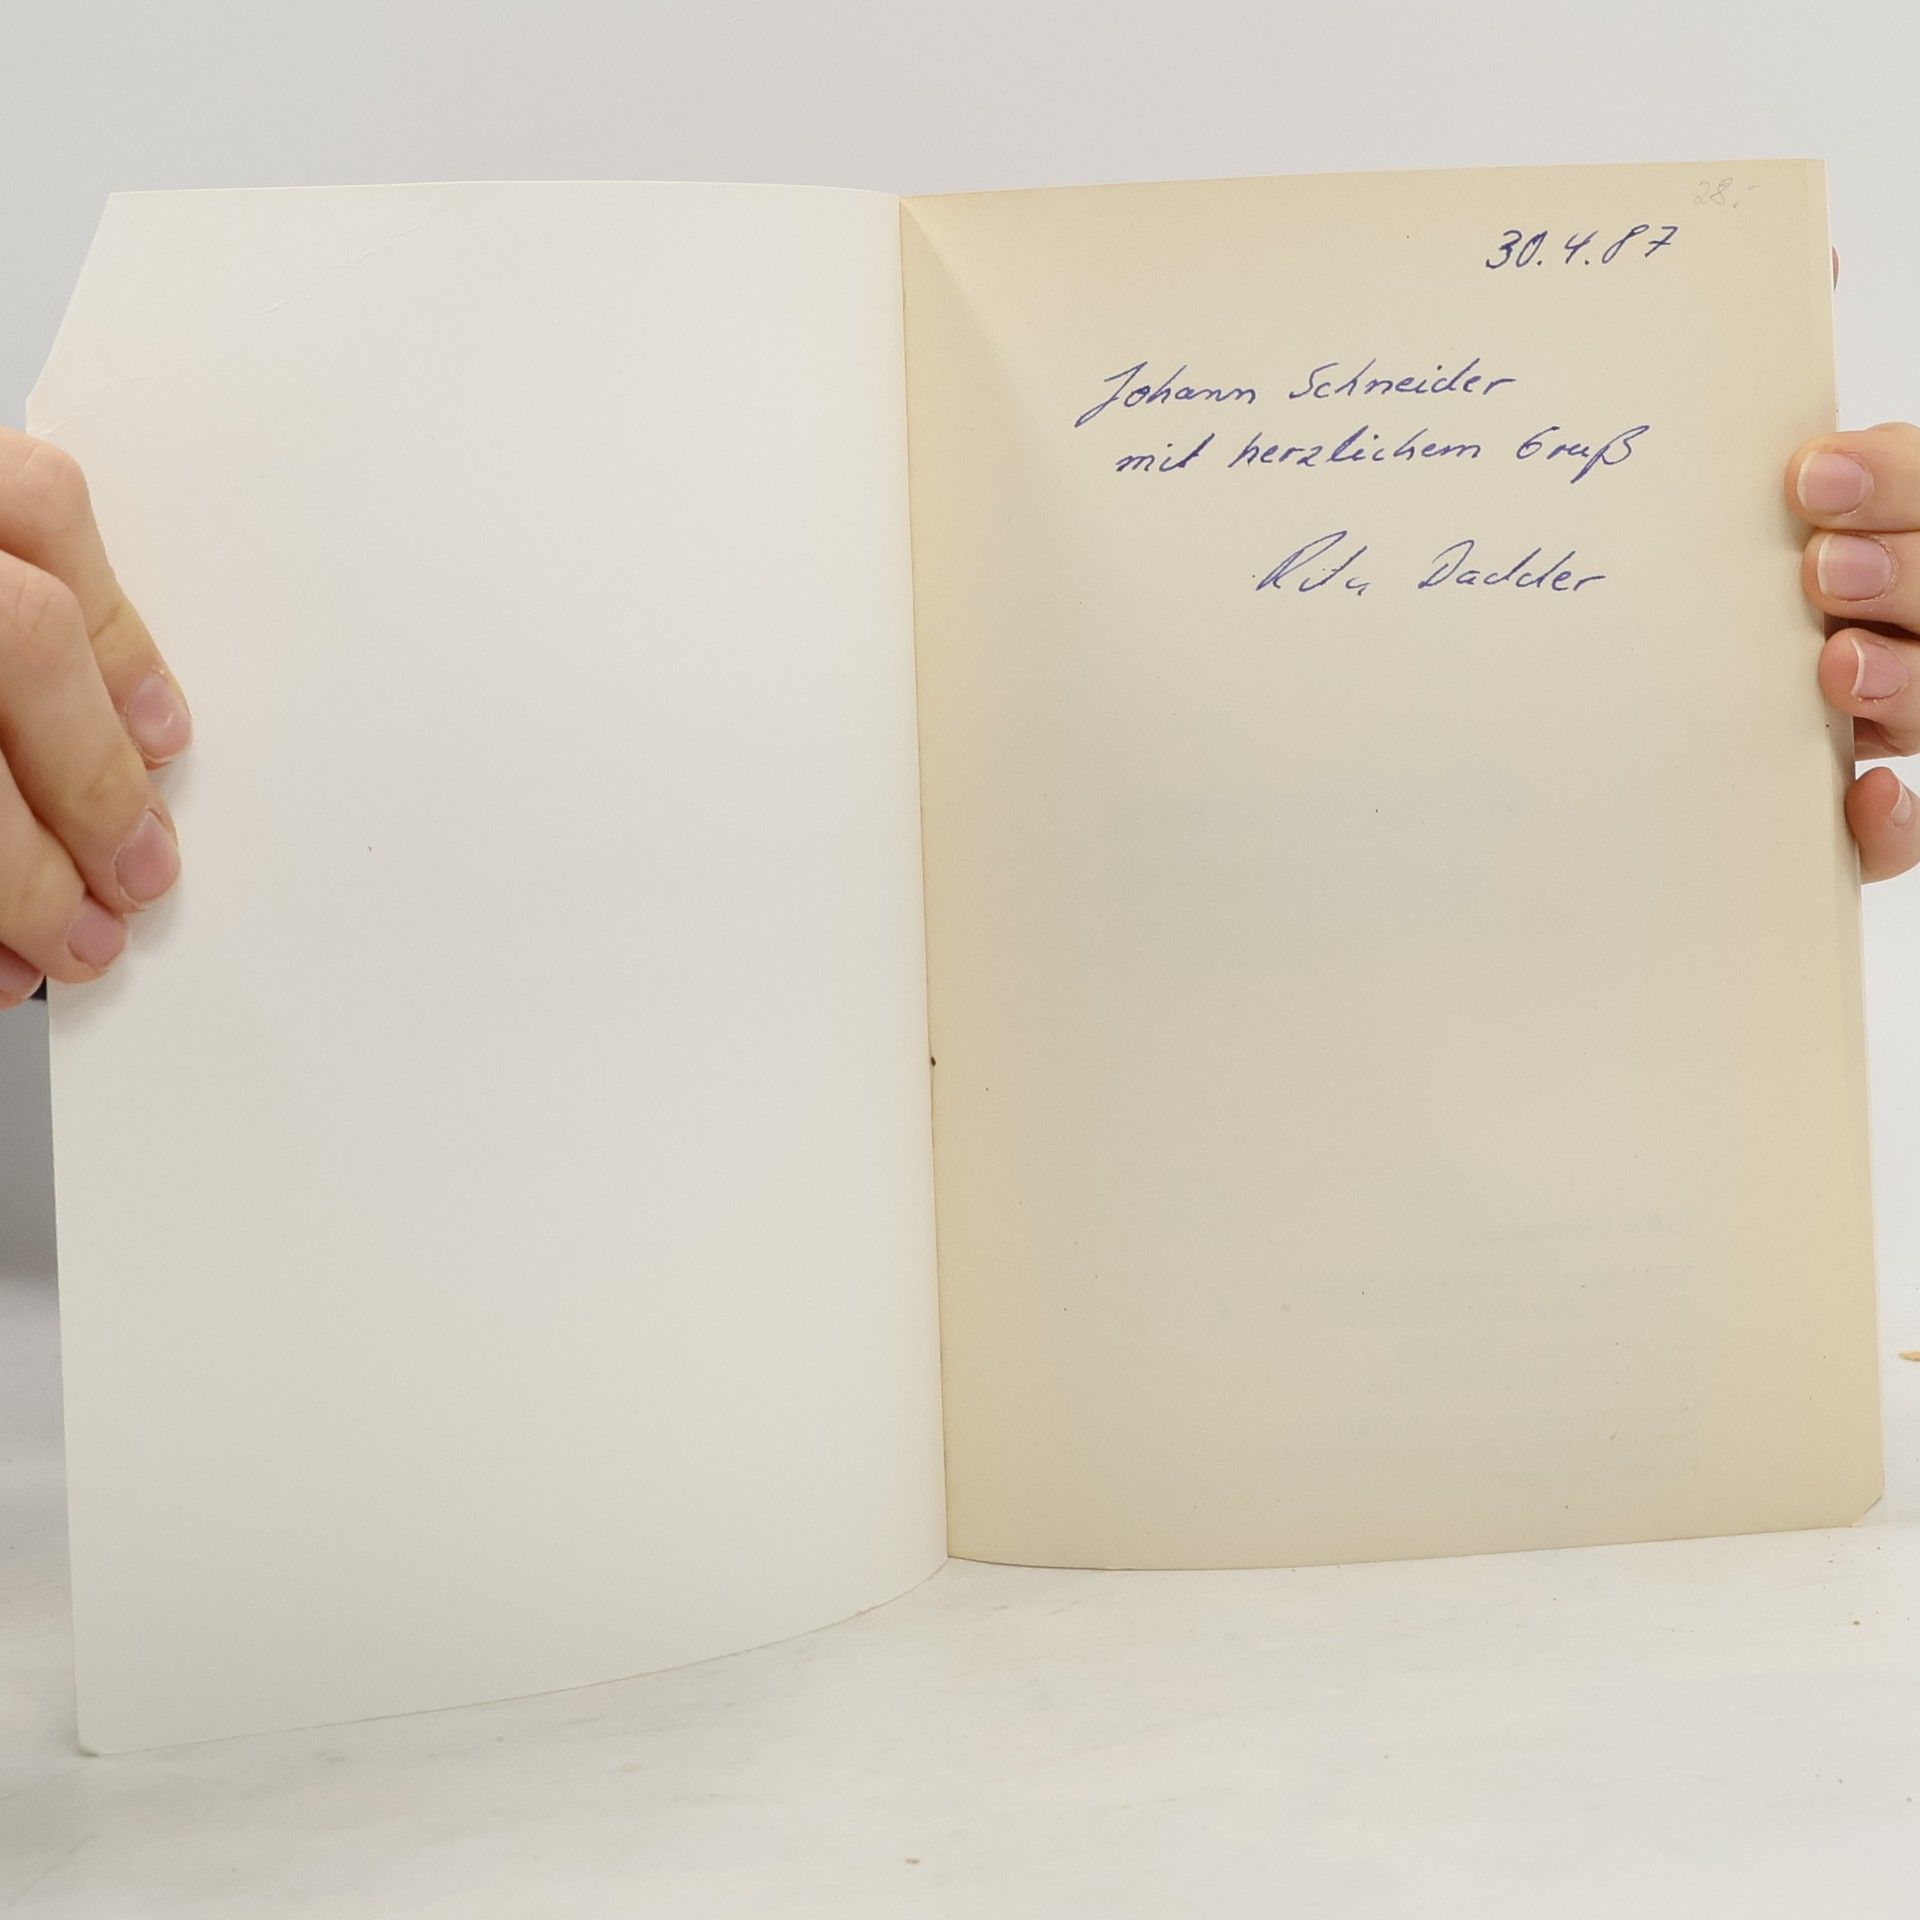 28.-
30.4.87
Johann Schneider
mit herzlichem Gruß
Rita Dadder